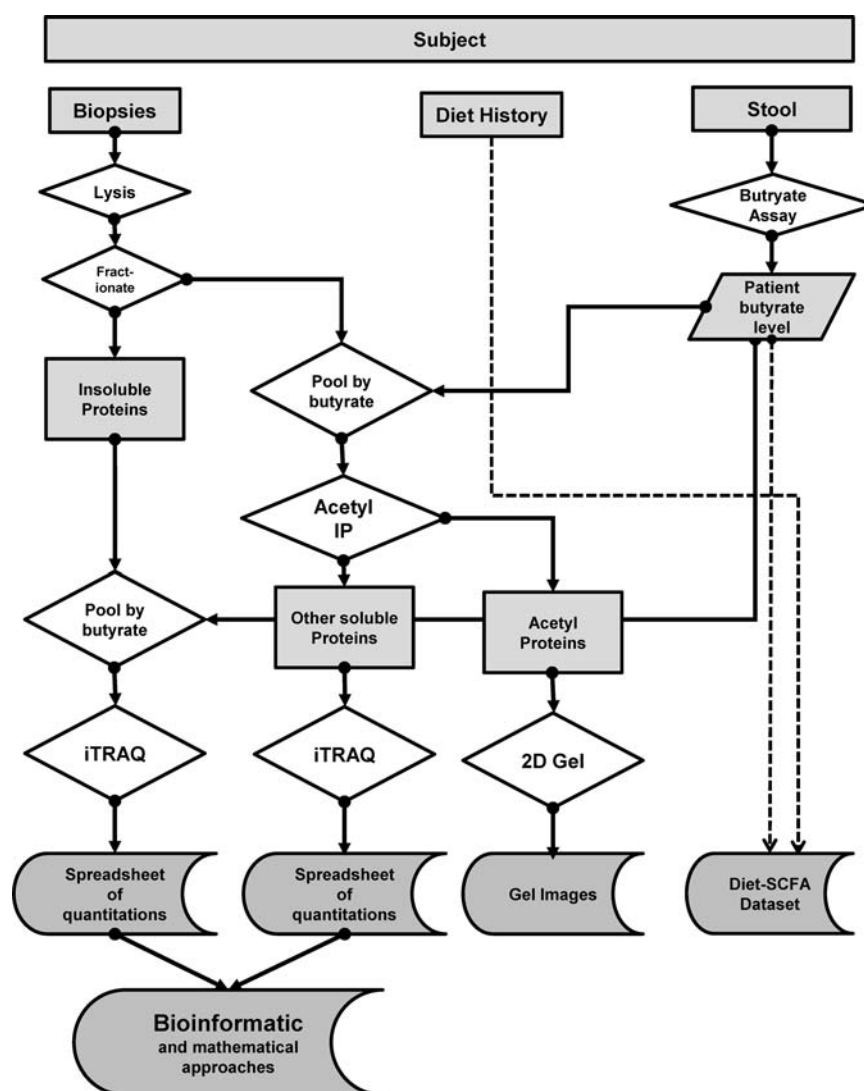 Subject
Biopsies
Diet History
Stool
Lysis
Butryate
Assay
Fract-
ionate
Patient
butyrate
level
Pool by
butyrate
Insoluble
Proteins
Acetyl
IP
Pool by
butyrate
Other soluble
Proteins
Acetyl
Proteins
iTRAQ
iTRAQ
2D Gel
Spreadsheet
of
quantitations
Spreadsheet
of
quantitations
Gel Images
Diet-SCFA
Dataset
Bioinformatic
and mathematical
approaches